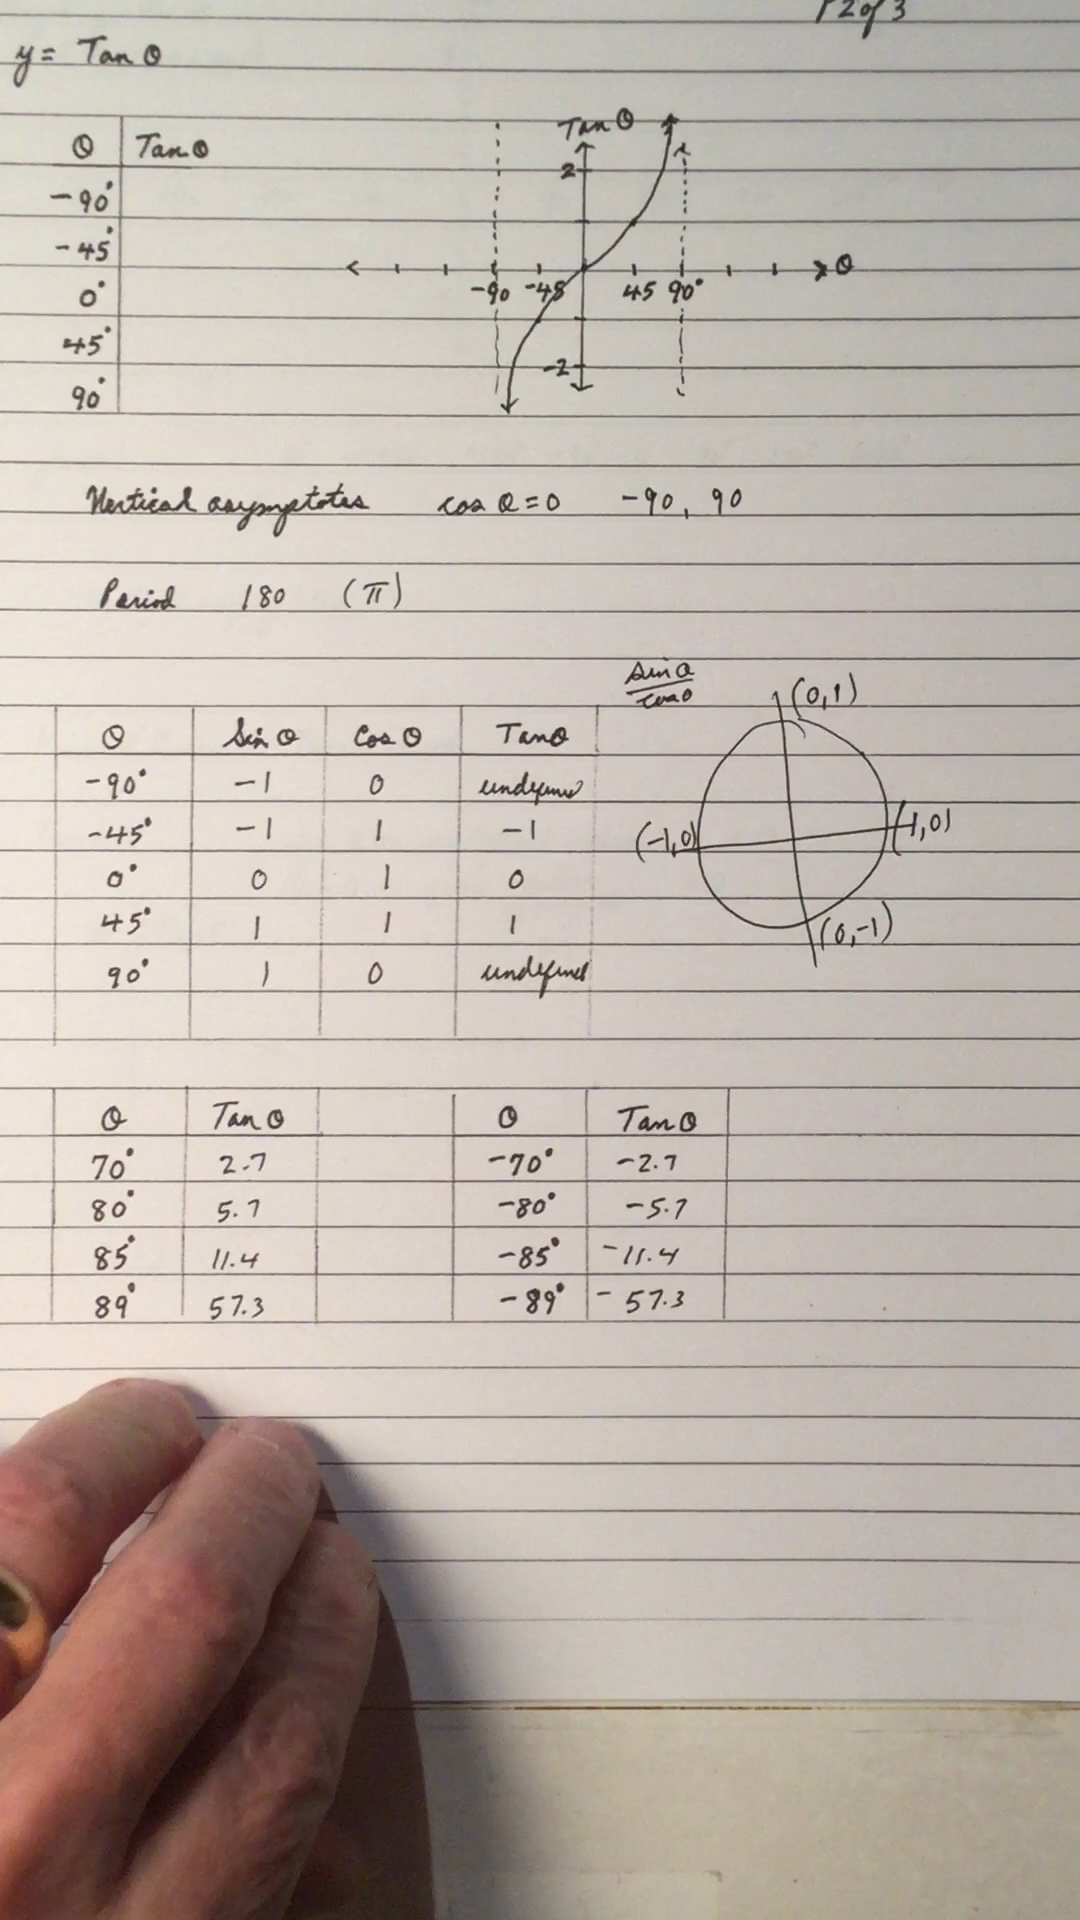 P2 of 3
y = Tan θ
θ Tan θ
-90°
-45°
0°
45°
90°
Tan θ
2
-90 -45 45 90° θ
-2
Vertical asymptotes cos θ = 0 -90, 90
Period 180 (π)
sin θ
cos θ
(0,1)
(-1,0) (1,0)
(0,-1)
θ Sin θ Cos θ Tan θ
-90° -1 0 undefined
-45° -1 1 -1
0° 0 1 0
45° 1 1 1
90° 1 0 undefined
θ Tan θ θ Tan θ
70° 2.7 -70° -2.7
80° 5.7 -80° -5.7
85° 11.4 -85° -11.4
89° 57.3 -89° -57.3